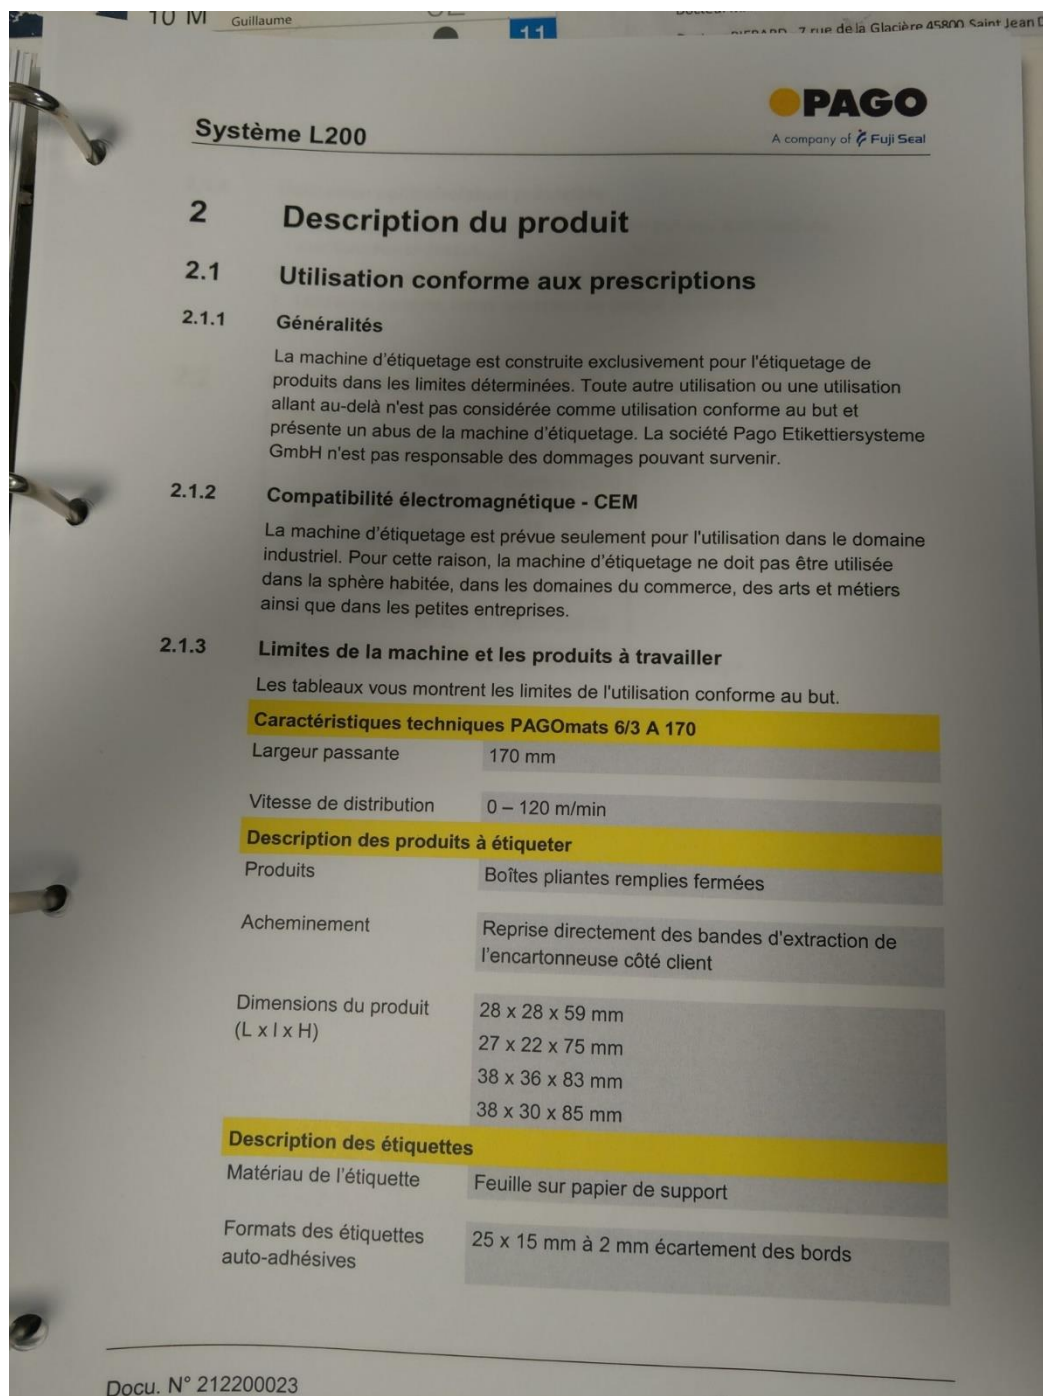 10 M
Guillaume
11
7 rue de la Glacière 45800 Saint Jean
PAGO
A company of Fuji Seal
Système L200
2 Description du produit
2.1 Utilisation conforme aux prescriptions
2.1.1 Généralités
La machine d'étiquetage est construite exclusivement pour l'étiquetage de
produits dans les limites déterminées. Toute autre utilisation ou une utilisation
allant au-delà n'est pas considérée comme utilisation conforme au but et
présente un abus de la machine d'étiquetage. La société Pago Etikettiersysteme
GmbH n'est pas responsable des dommages pouvant survenir.
2.1.2 Compatibilité électromagnétique - CEM
La machine d'étiquetage est prévue seulement pour l'utilisation dans le domaine
industriel. Pour cette raison, la machine d'étiquetage ne doit pas être utilisée
dans la sphère habitée, dans les domaines du commerce, des arts et métiers
ainsi que dans les petites entreprises.
2.1.3 Limites de la machine et les produits à travailler
Les tableaux vous montrent les limites de l'utilisation conforme au but.
Caractéristiques techniques PAGOmats 6/3 A 170
Largeur passante 170 mm
Vitesse de distribution 0 – 120 m/min
Description des produits à étiqueter
Produits Boîtes pliantes remplies fermées
Acheminement Reprise directement des bandes d'extraction de
l'encartonneuse côté client
Dimensions du produit 28 x 28 x 59 mm
(L x l x H)
27 x 22 x 75 mm
38 x 36 x 83 mm
38 x 30 x 85 mm
Description des étiquettes
Matériau de l'étiquette Feuille sur papier de support
Formats des étiquettes 25 x 15 mm à 2 mm écartement des bords
auto-adhésives
Docu. N° 212200023